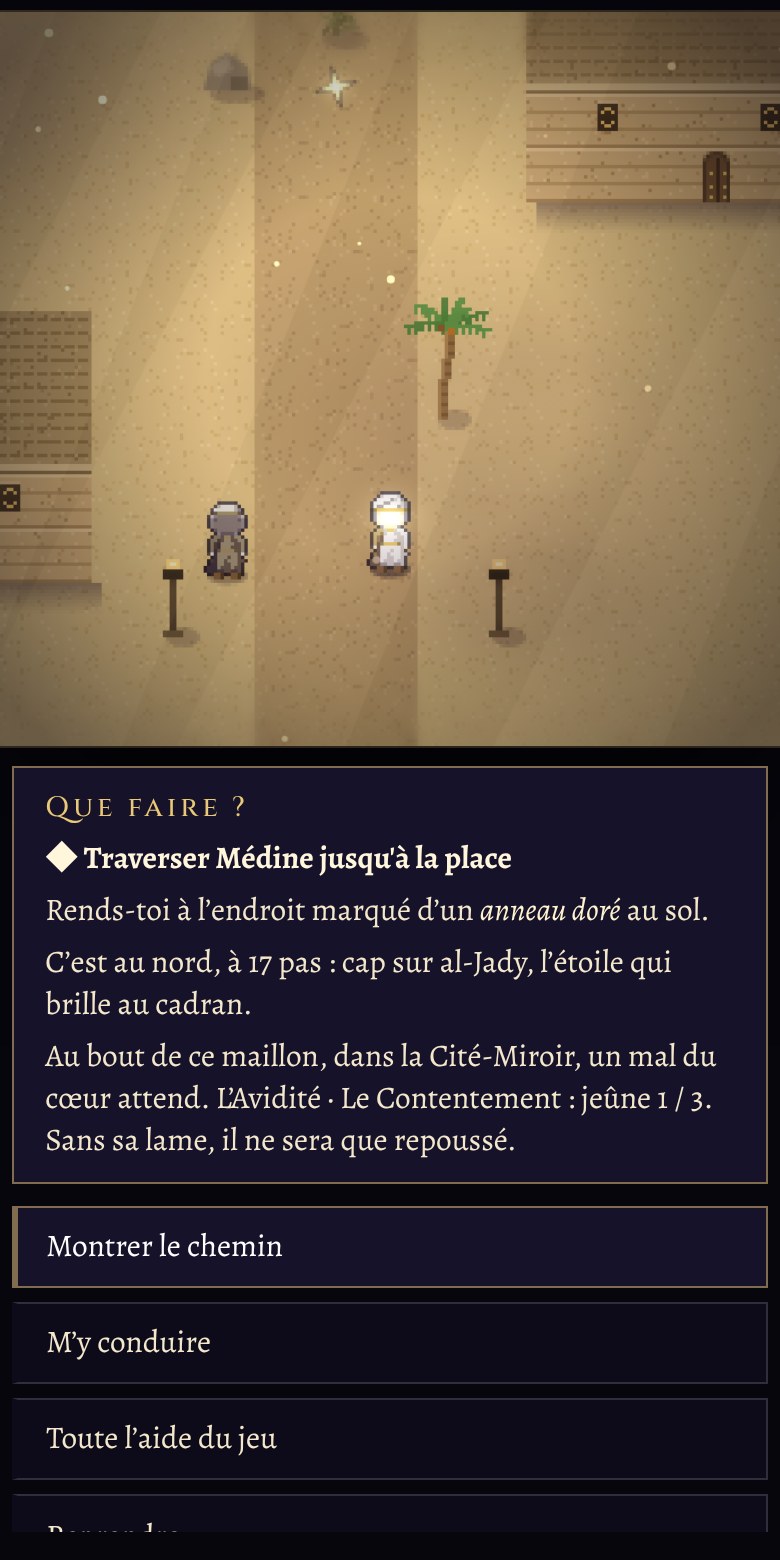 Que faire ?
◆ Traverser Médine jusqu'à la place
Rends-toi à l’endroit marqué d’un anneau doré au sol.
C’est au nord, à 17 pas : cap sur al-Jady, l’étoile qui
brille au cadran.
Au bout de ce maillon, dans la Cité-Miroir, un mal du
cœur attend. L’Avidité · Le Contentement : jeûne 1 / 3.
Sans sa lame, il ne sera que repoussé.
Montrer le chemin
M’y conduire
Toute l’aide du jeu